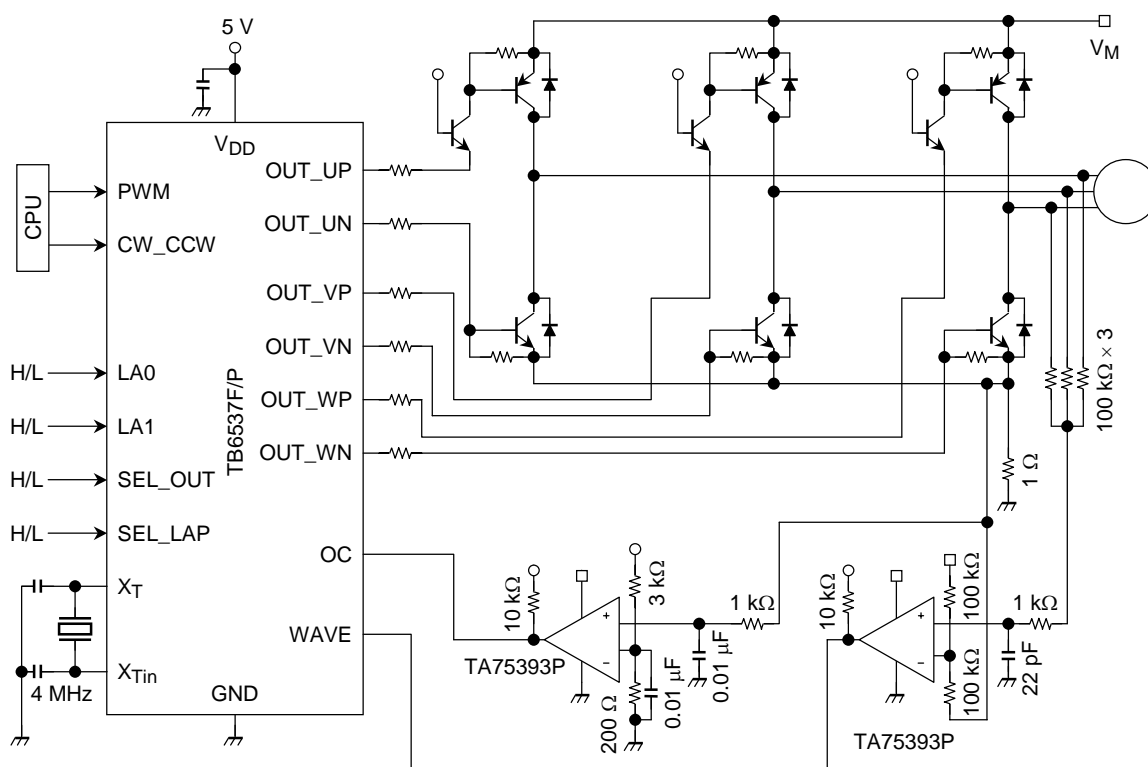 5 V
V_M
V_DD
CPU
PWM
CW_CCW
H/L
LA0
H/L
LA1
H/L
SEL_OUT
H/L
SEL_LAP
X_T
X_Tin
4 MHz
GND
TB6537F/P
OUT_UP
OUT_UN
OUT_VP
OUT_VN
OUT_WP
OUT_WN
OC
WAVE
100 kΩ × 3
1 Ω
10 kΩ
3 kΩ
1 kΩ
+
−
TA75393P
200 Ω
0.01 μF
0.01 μF
10 kΩ
100 kΩ
1 kΩ
+
−
100 kΩ
22 pF
TA75393P